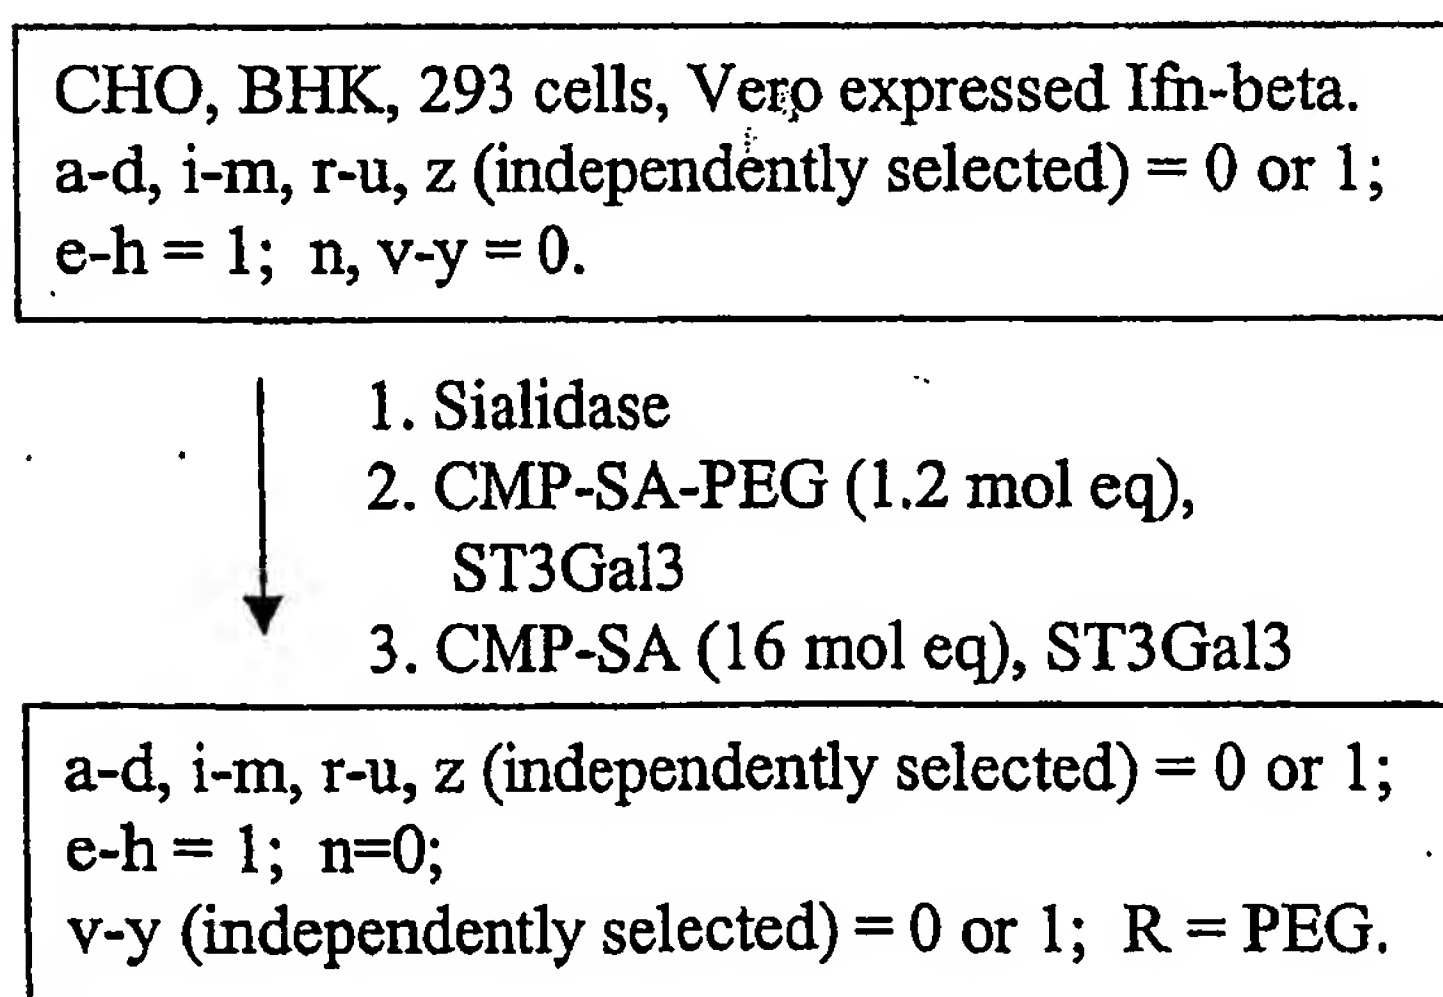 CHO, BHK, 293 cells, Vero expressed Ifn-beta.
a-d, i-m, r-u, z (independently selected) = 0 or 1;
e-h = 1; n, v-y = 0.
1. Sialidase
2. CMP-SA-PEG (1.2 mol eq),
ST3Gal3
3. CMP-SA (16 mol eq), ST3Gal3
a-d, i-m, r-u, z (independently selected) = 0 or 1;
e-h = 1; n=0;
v-y (independently selected) = 0 or 1; R = PEG.